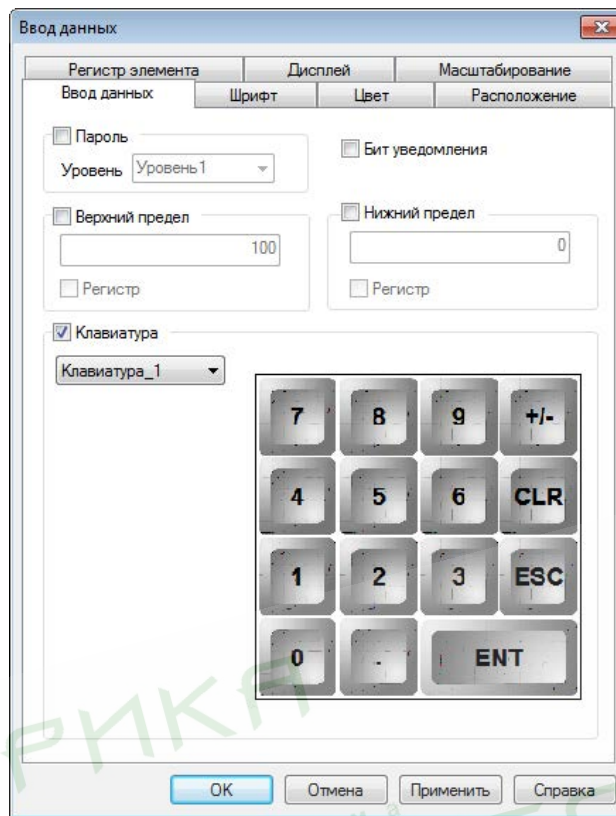 Ввод данных
Регистр элемента Дисплей Масштабирование
Ввод данных Шрифт Цвет Расположение
Пароль
Уровень Уровень1
Бит уведомления
Верхний предел
100
Регистр
Нижний предел
0
Регистр
Клавиатура
Клавиатура_1
7 8 9 +/-
4 5 6 CLR
1 2 3 ESC
0 . ENT
OK Отмена Применить Справка